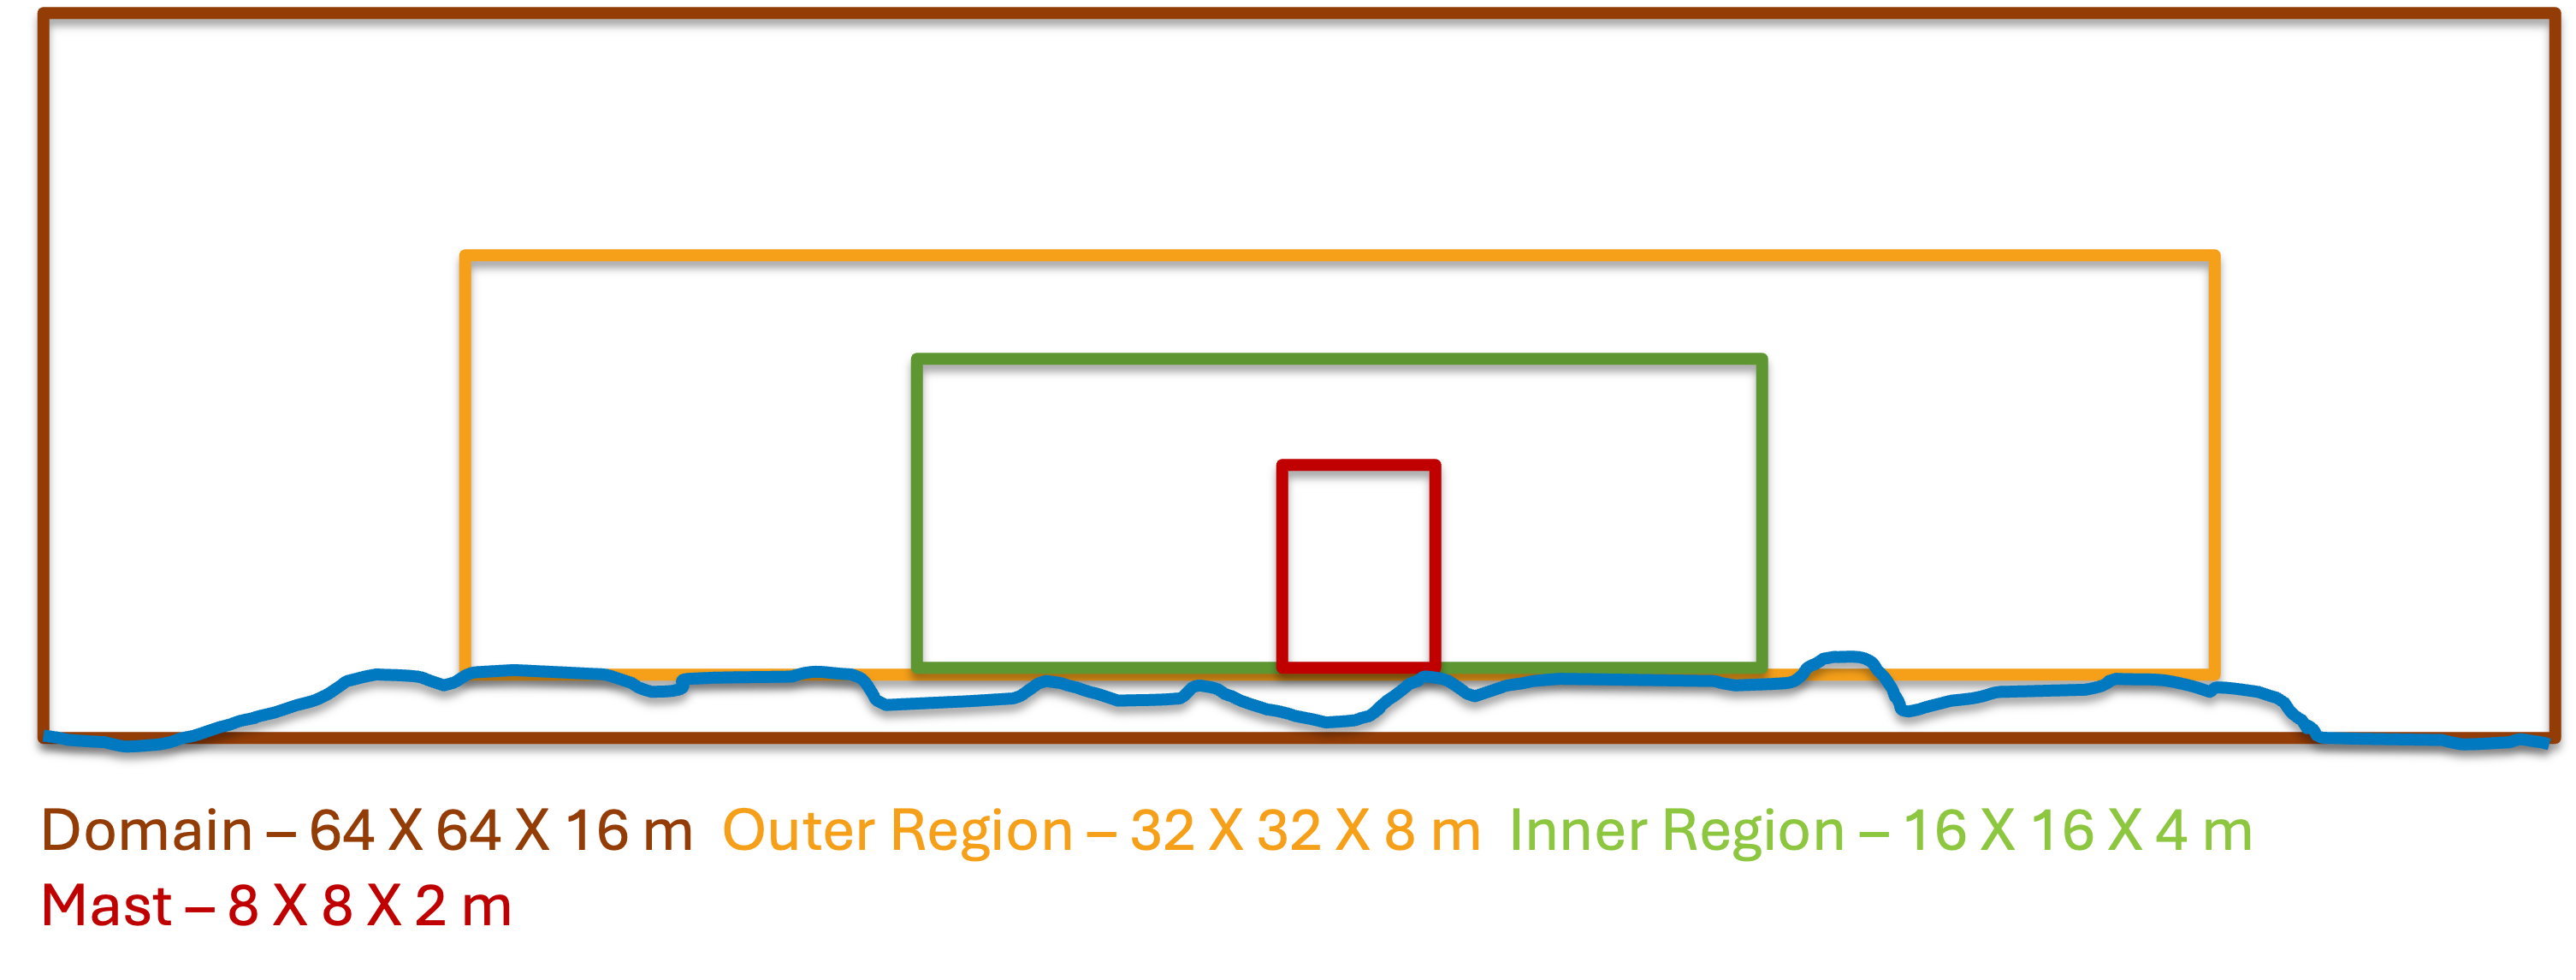 Domain – 64 X 64 X 16 m  Outer Region – 32 X 32 X 8 m  Inner Region – 16 X 16 X 4 m
Mast – 8 X 8 X 2 m